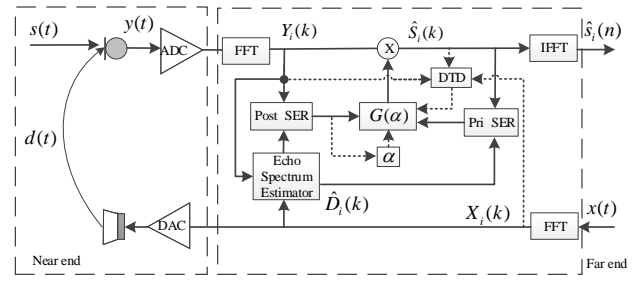 s(t)
y(t)
ADC
FFT
Y_i(k)
X
Ŝ_i(k)
IFFT
ŝ_i(n)
DTD
Post SER
G(α)
Pri SER
d(t)
α
Echo
Spectrum
Estimator
D̂_i(k)
DAC
X_i(k)
FFT
x(t)
Near end
Far end